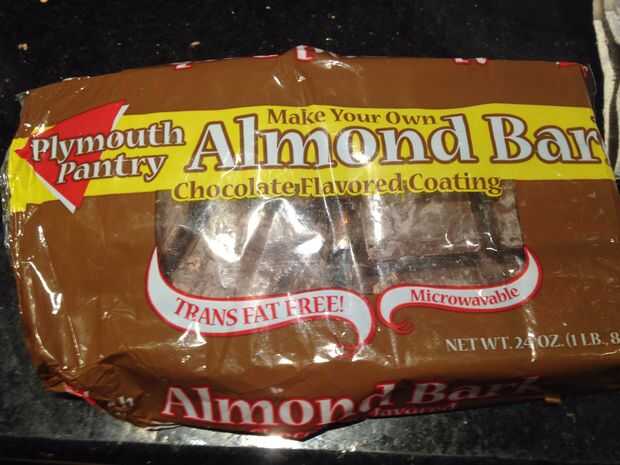 Plymouth
Pantry
Make Your Own
Almond Bar
Chocolate Flavored Coating
TRANS FAT FREE!
Microwavable
NET WT. 24 OZ. (1 LB., 8
Almond Bark